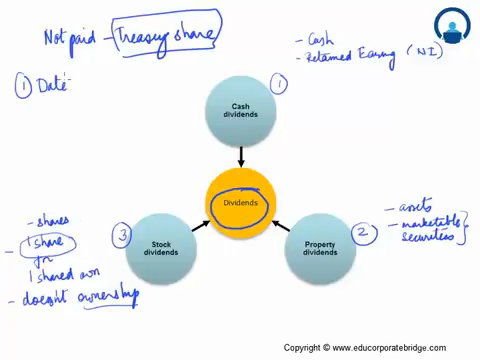 Not paid - Treasury share
- Cash
- Retained Earning (NI)
① Date
①
Cash
dividends
Dividends
- assets
- marketable
securities
②
Property
dividends
③
Stock
dividends
- shares
- 1 share
for
1 shared own
- doesn't ownership
Copyright © www.educorporatebridge.com